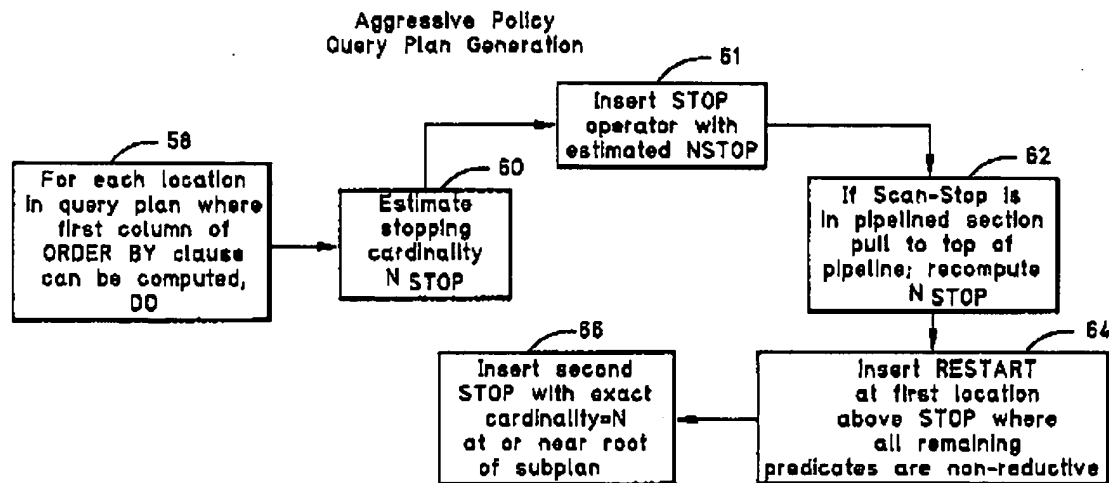 Aggressive Policy
Query Plan Generation
58
For each location
in query plan where
first column of
ORDER BY clause
can be computed,
DO
60
Estimate
stopping
cardinality
N STOP
61
Insert STOP
operator with
estimated NSTOP
62
If Scan-Stop is
in pipelined section
pull to top of
pipeline; recompute
N STOP
64
Insert RESTART
at first location
above STOP where
all remaining
predicates are non-reductive
66
Insert second
STOP with exact
cardinality=N
at or near root
of subplan